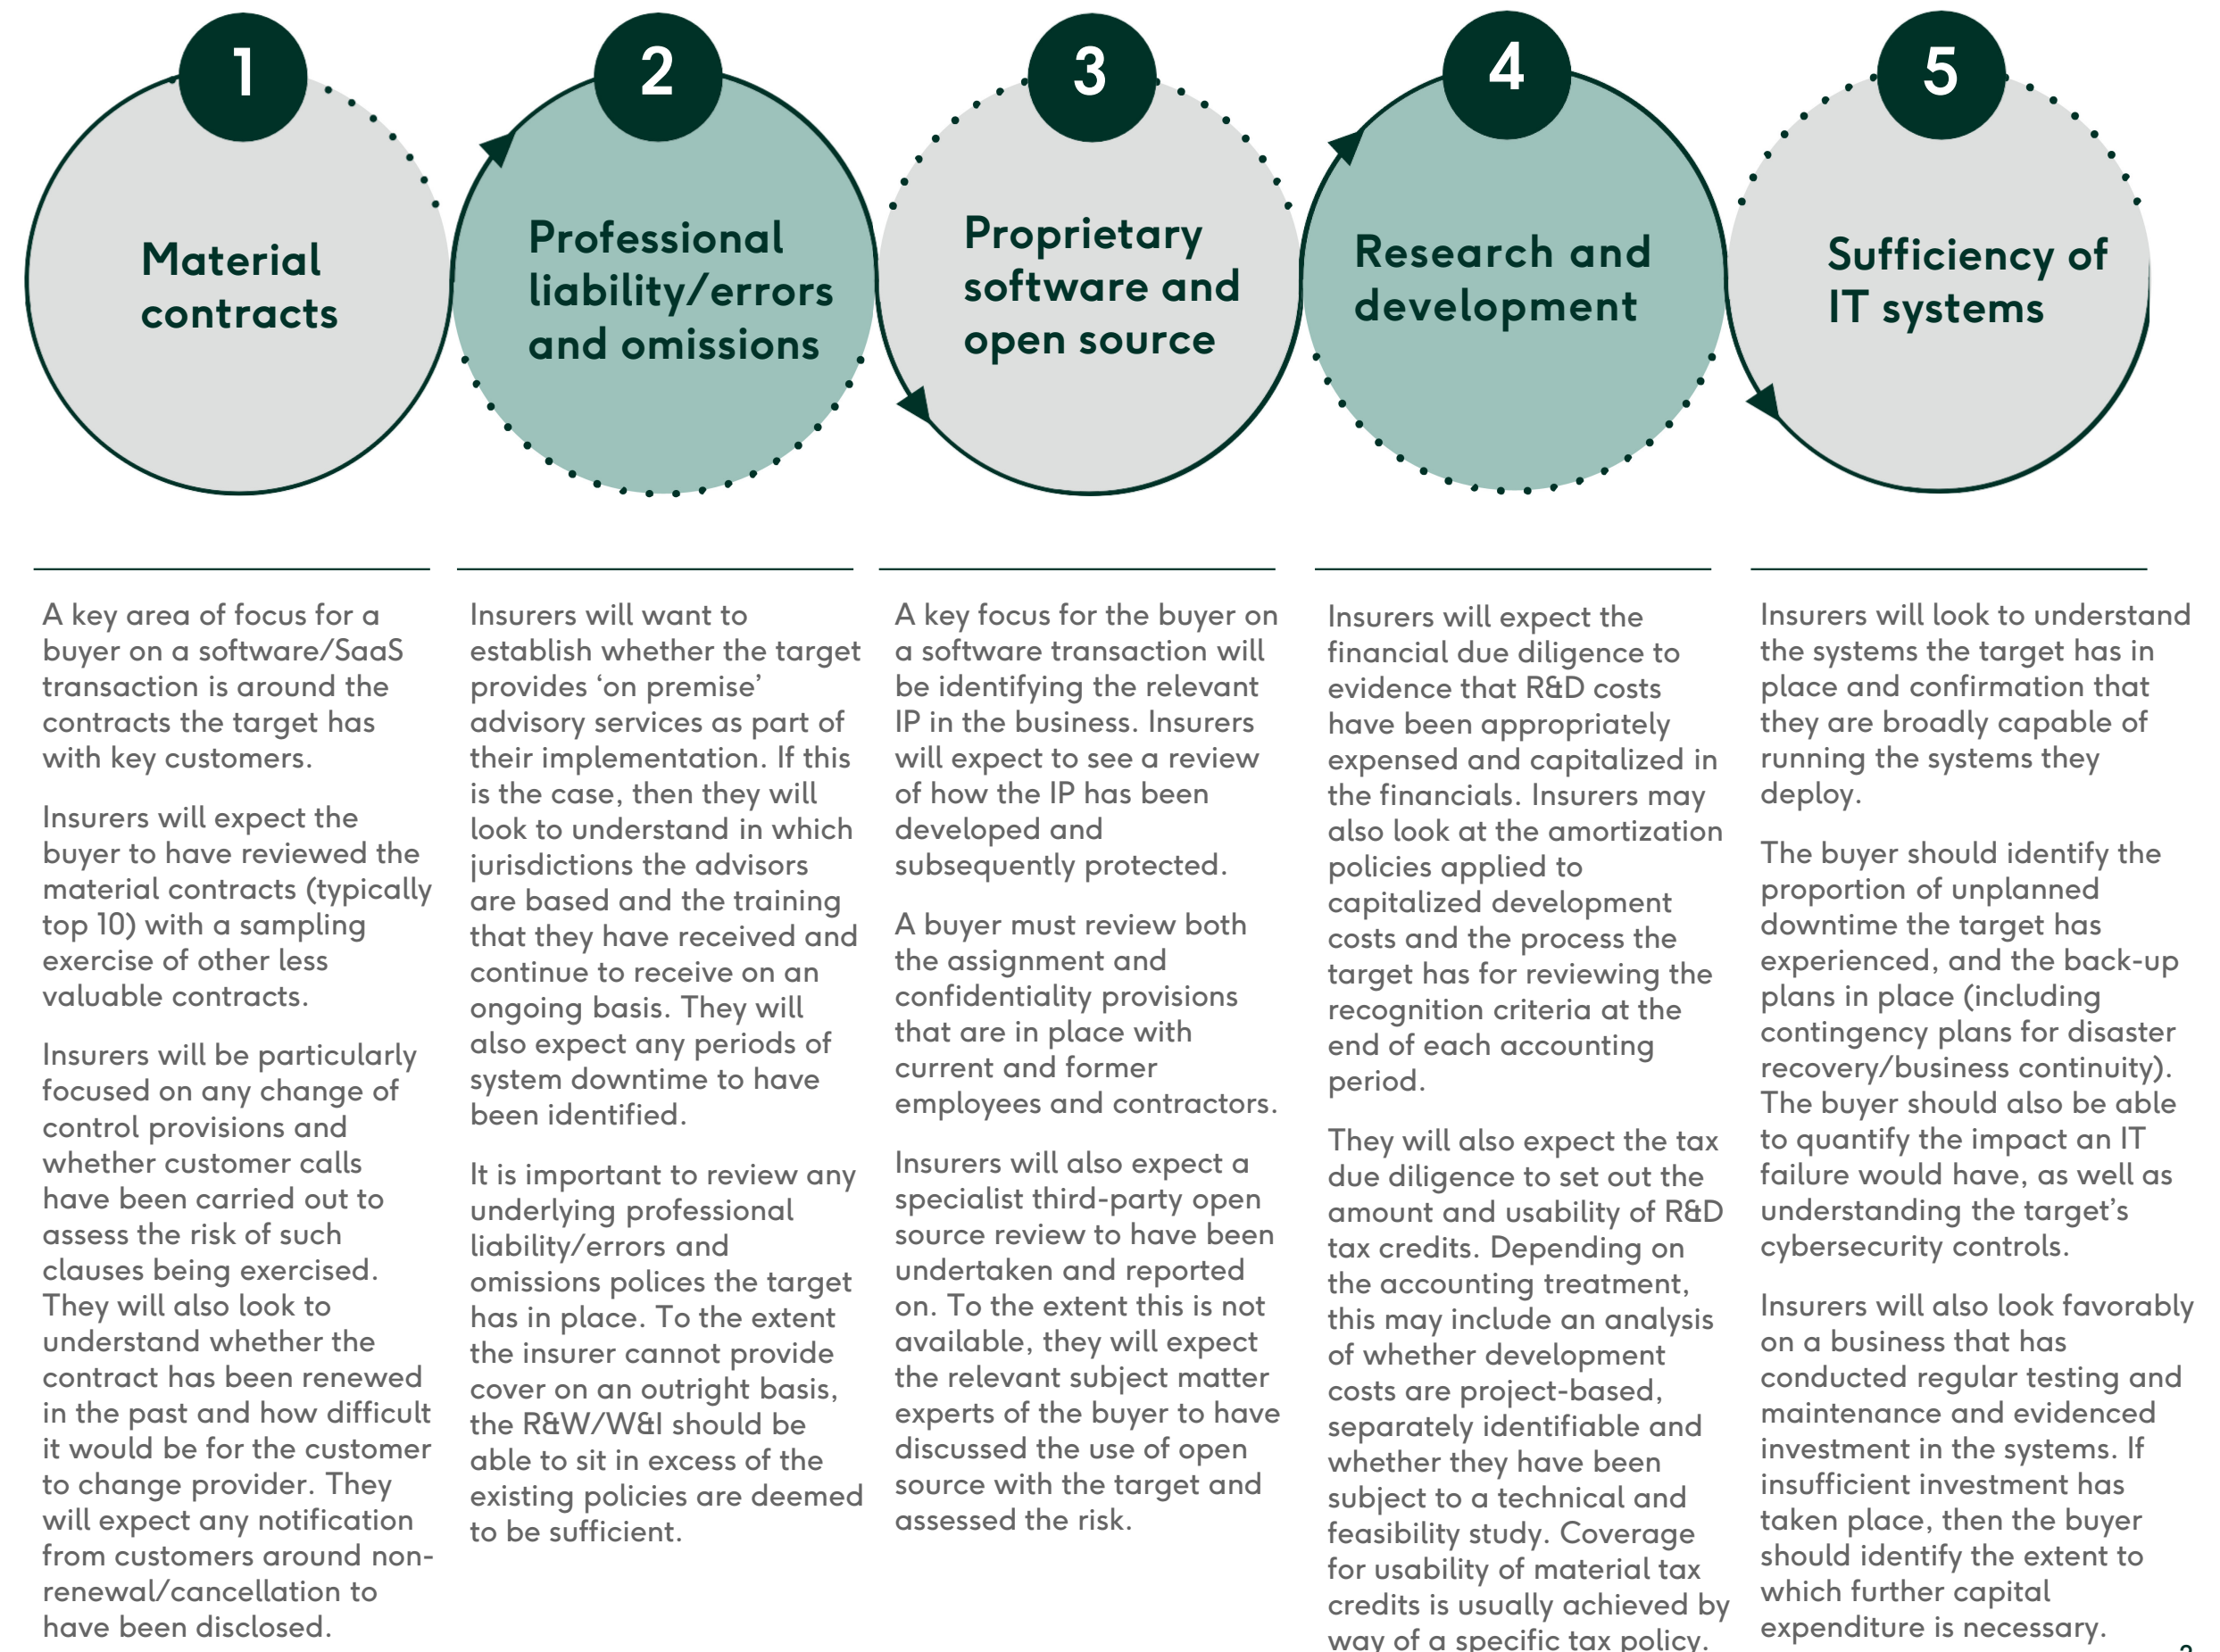 1
Material
contracts
2
Professional
liability/errors
and omissions
3
Proprietary
software and
open source
4
Research and
development
5
Sufficiency of
IT systems
A key area of focus for a
buyer on a software/SaaS
transaction is around the
contracts the target has
with key customers.
Insurers will expect the
buyer to have reviewed the
material contracts (typically
top 10) with a sampling
exercise of other less
valuable contracts.
Insurers will be particularly
focused on any change of
control provisions and
whether customer calls
have been carried out to
assess the risk of such
clauses being exercised.
They will also look to
understand whether the
contract has been renewed
in the past and how difficult
it would be for the customer
to change provider. They
will expect any notification
from customers around non-
renewal/cancellation to
have been disclosed.
Insurers will want to
establish whether the target
provides ‘on premise’
advisory services as part of
their implementation. If this
is the case, then they will
look to understand in which
jurisdictions the advisors
are based and the training
that they have received and
continue to receive on an
ongoing basis. They will
also expect any periods of
system downtime to have
been identified.
It is important to review any
underlying professional
liability/errors and
omissions polices the target
has in place. To the extent
the insurer cannot provide
cover on an outright basis,
the R&W/W&I should be
able to sit in excess of the
existing policies are deemed
to be sufficient.
A key focus for the buyer on
a software transaction will
be identifying the relevant
IP in the business. Insurers
will expect to see a review
of how the IP has been
developed and
subsequently protected.
A buyer must review both
the assignment and
confidentiality provisions
that are in place with
current and former
employees and contractors.
Insurers will also expect a
specialist third-party open
source review to have been
undertaken and reported
on. To the extent this is not
available, they will expect
the relevant subject matter
experts of the buyer to have
discussed the use of open
source with the target and
assessed the risk.
Insurers will expect the
financial due diligence to
evidence that R&D costs
have been appropriately
expensed and capitalized in
the financials. Insurers may
also look at the amortization
policies applied to
capitalized development
costs and the process the
target has for reviewing the
recognition criteria at the
end of each accounting
period.
They will also expect the tax
due diligence to set out the
amount and usability of R&D
tax credits. Depending on
the accounting treatment,
this may include an analysis
of whether development
costs are project-based,
separately identifiable and
whether they have been
subject to a technical and
feasibility study. Coverage
for usability of material tax
credits is usually achieved by
way of a specific tax policy.
Insurers will look to understand
the systems the target has in
place and confirmation that
they are broadly capable of
running the systems they
deploy.
The buyer should identify the
proportion of unplanned
downtime the target has
experienced, and the back-up
plans in place (including
contingency plans for disaster
recovery/business continuity).
The buyer should also be able
to quantify the impact an IT
failure would have, as well as
understanding the target’s
cybersecurity controls.
Insurers will also look favorably
on a business that has
conducted regular testing and
maintenance and evidenced
investment in the systems. If
insufficient investment has
taken place, then the buyer
should identify the extent to
which further capital
expenditure is necessary.